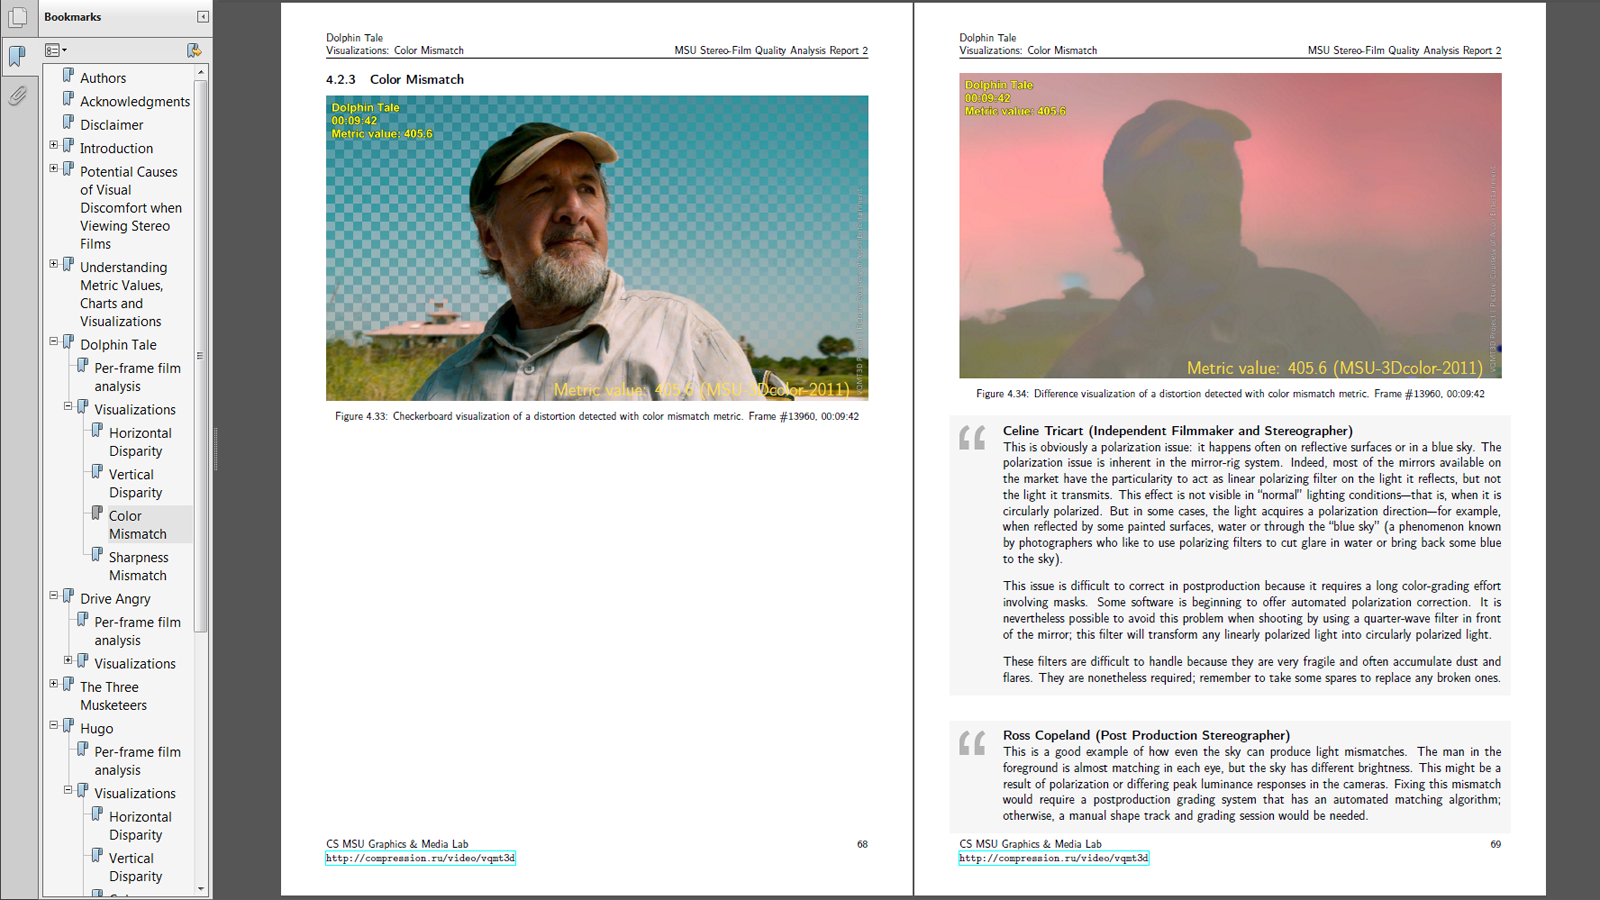 Bookmarks
Authors
Acknowledgments
Disclaimer
Introduction
Potential Causes
of Visual
Discomfort when
Viewing Stereo
Films
Understanding
Metric Values,
Charts and
Visualizations
Dolphin Tale
Per-frame film
analysis
Visualizations
Horizontal
Disparity
Vertical
Disparity
Color
Mismatch
Sharpness
Mismatch
Drive Angry
Per-frame film
analysis
Visualizations
The Three
Musketeers
Hugo
Per-frame film
analysis
Visualizations
Horizontal
Disparity
Vertical
Disparity
Dolphin Tale
Visualizations: Color Mismatch MSU Stereo-Film Quality Analysis Report 2
4.2.3 Color Mismatch
Dolphin Tale
00:09:42
Metric value: 405.6
Metric value: 405.6 (MSU-3Dcolor-2011)
Figure 4.33: Checkerboard visualization of a distortion detected with color mismatch metric. Frame #13960, 00:09:42
CS MSU Graphics & Media Lab 68
http://compression.ru/video/vqmt3d
Dolphin Tale
Visualizations: Color Mismatch MSU Stereo-Film Quality Analysis Report 2
Dolphin Tale
00:09:42
Metric value: 405.6
Metric value: 405.6 (MSU-3Dcolor-2011)
Figure 4.34: Difference visualization of a distortion detected with color mismatch metric. Frame #13960, 00:09:42
Celine Tricart (Independent Filmmaker and Stereographer)
This is obviously a polarization issue: it happens often on reflective surfaces or in a blue sky. The
polarization issue is inherent in the mirror-rig system. Indeed, most of the mirrors available on
the market have the particularity to act as linear polarizing filter on the light it reflects, but not
the light it transmits. This effect is not visible in “normal” lighting conditions—that is, when it is
circularly polarized. But in some cases, the light acquires a polarization direction—for example,
when reflected by some painted surfaces, water or through the “blue sky” (a phenomenon known
by photographers who like to use polarizing filters to cut glare in water or bring back some blue
to the sky).
This issue is difficult to correct in postproduction because it requires a long color-grading effort
involving masks. Some software is beginning to offer automated polarization correction. It is
nevertheless possible to avoid this problem when shooting by using a quarter-wave filter in front
of the mirror; this filter will transform any linearly polarized light into circularly polarized light.
These filters are difficult to handle because they are very fragile and often accumulate dust and
flares. They are nonetheless required; remember to take some spares to replace any broken ones.
Ross Copeland (Post Production Stereographer)
This is a good example of how even the sky can produce light mismatches. The man in the
foreground is almost matching in each eye, but the sky has different brightness. This might be a
result of polarization or differing peak luminance responses in the cameras. Fixing this mismatch
would require a postproduction grading system that has an automated matching algorithm;
otherwise, a manual shape track and grading session would be needed.
CS MSU Graphics & Media Lab 69
http://compression.ru/video/vqmt3d